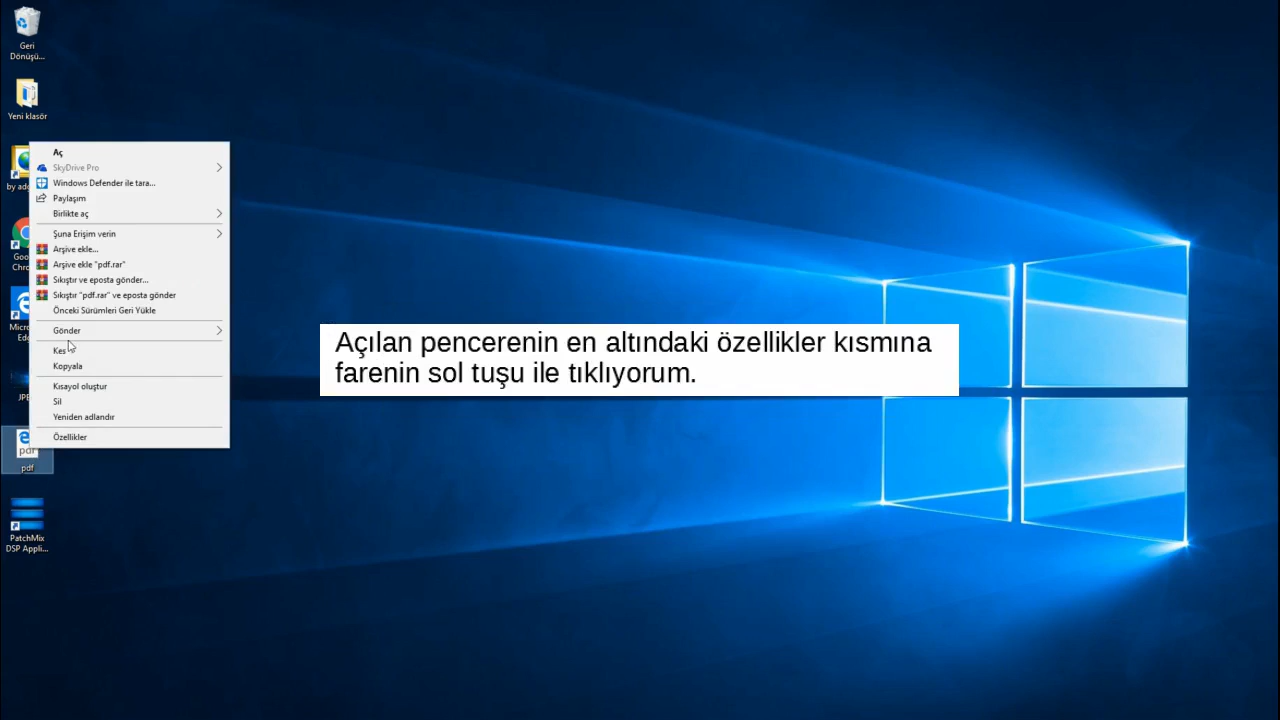 Geri
Dönüşü...
Yeni klasör
Aç
SkyDrive Pro
Windows Defender ile tara...
Paylaşım
Birlikte aç
Şuna Erişim verin
Arşive ekle...
Arşive ekle "pdf.rar"
Sıkıştır ve eposta gönder...
Sıkıştır "pdf.rar" ve eposta gönder
Önceki Sürümleri Geri Yükle
Gönder
Kes
Kopyala
Kısayol oluştur
Sil
Yeniden adlandır
Özellikler
pdf
pdf
PatchMix
DSP Appli...
Açılan pencerenin en altındaki özellikler kısmına
farenin sol tuşu ile tıklıyorum.